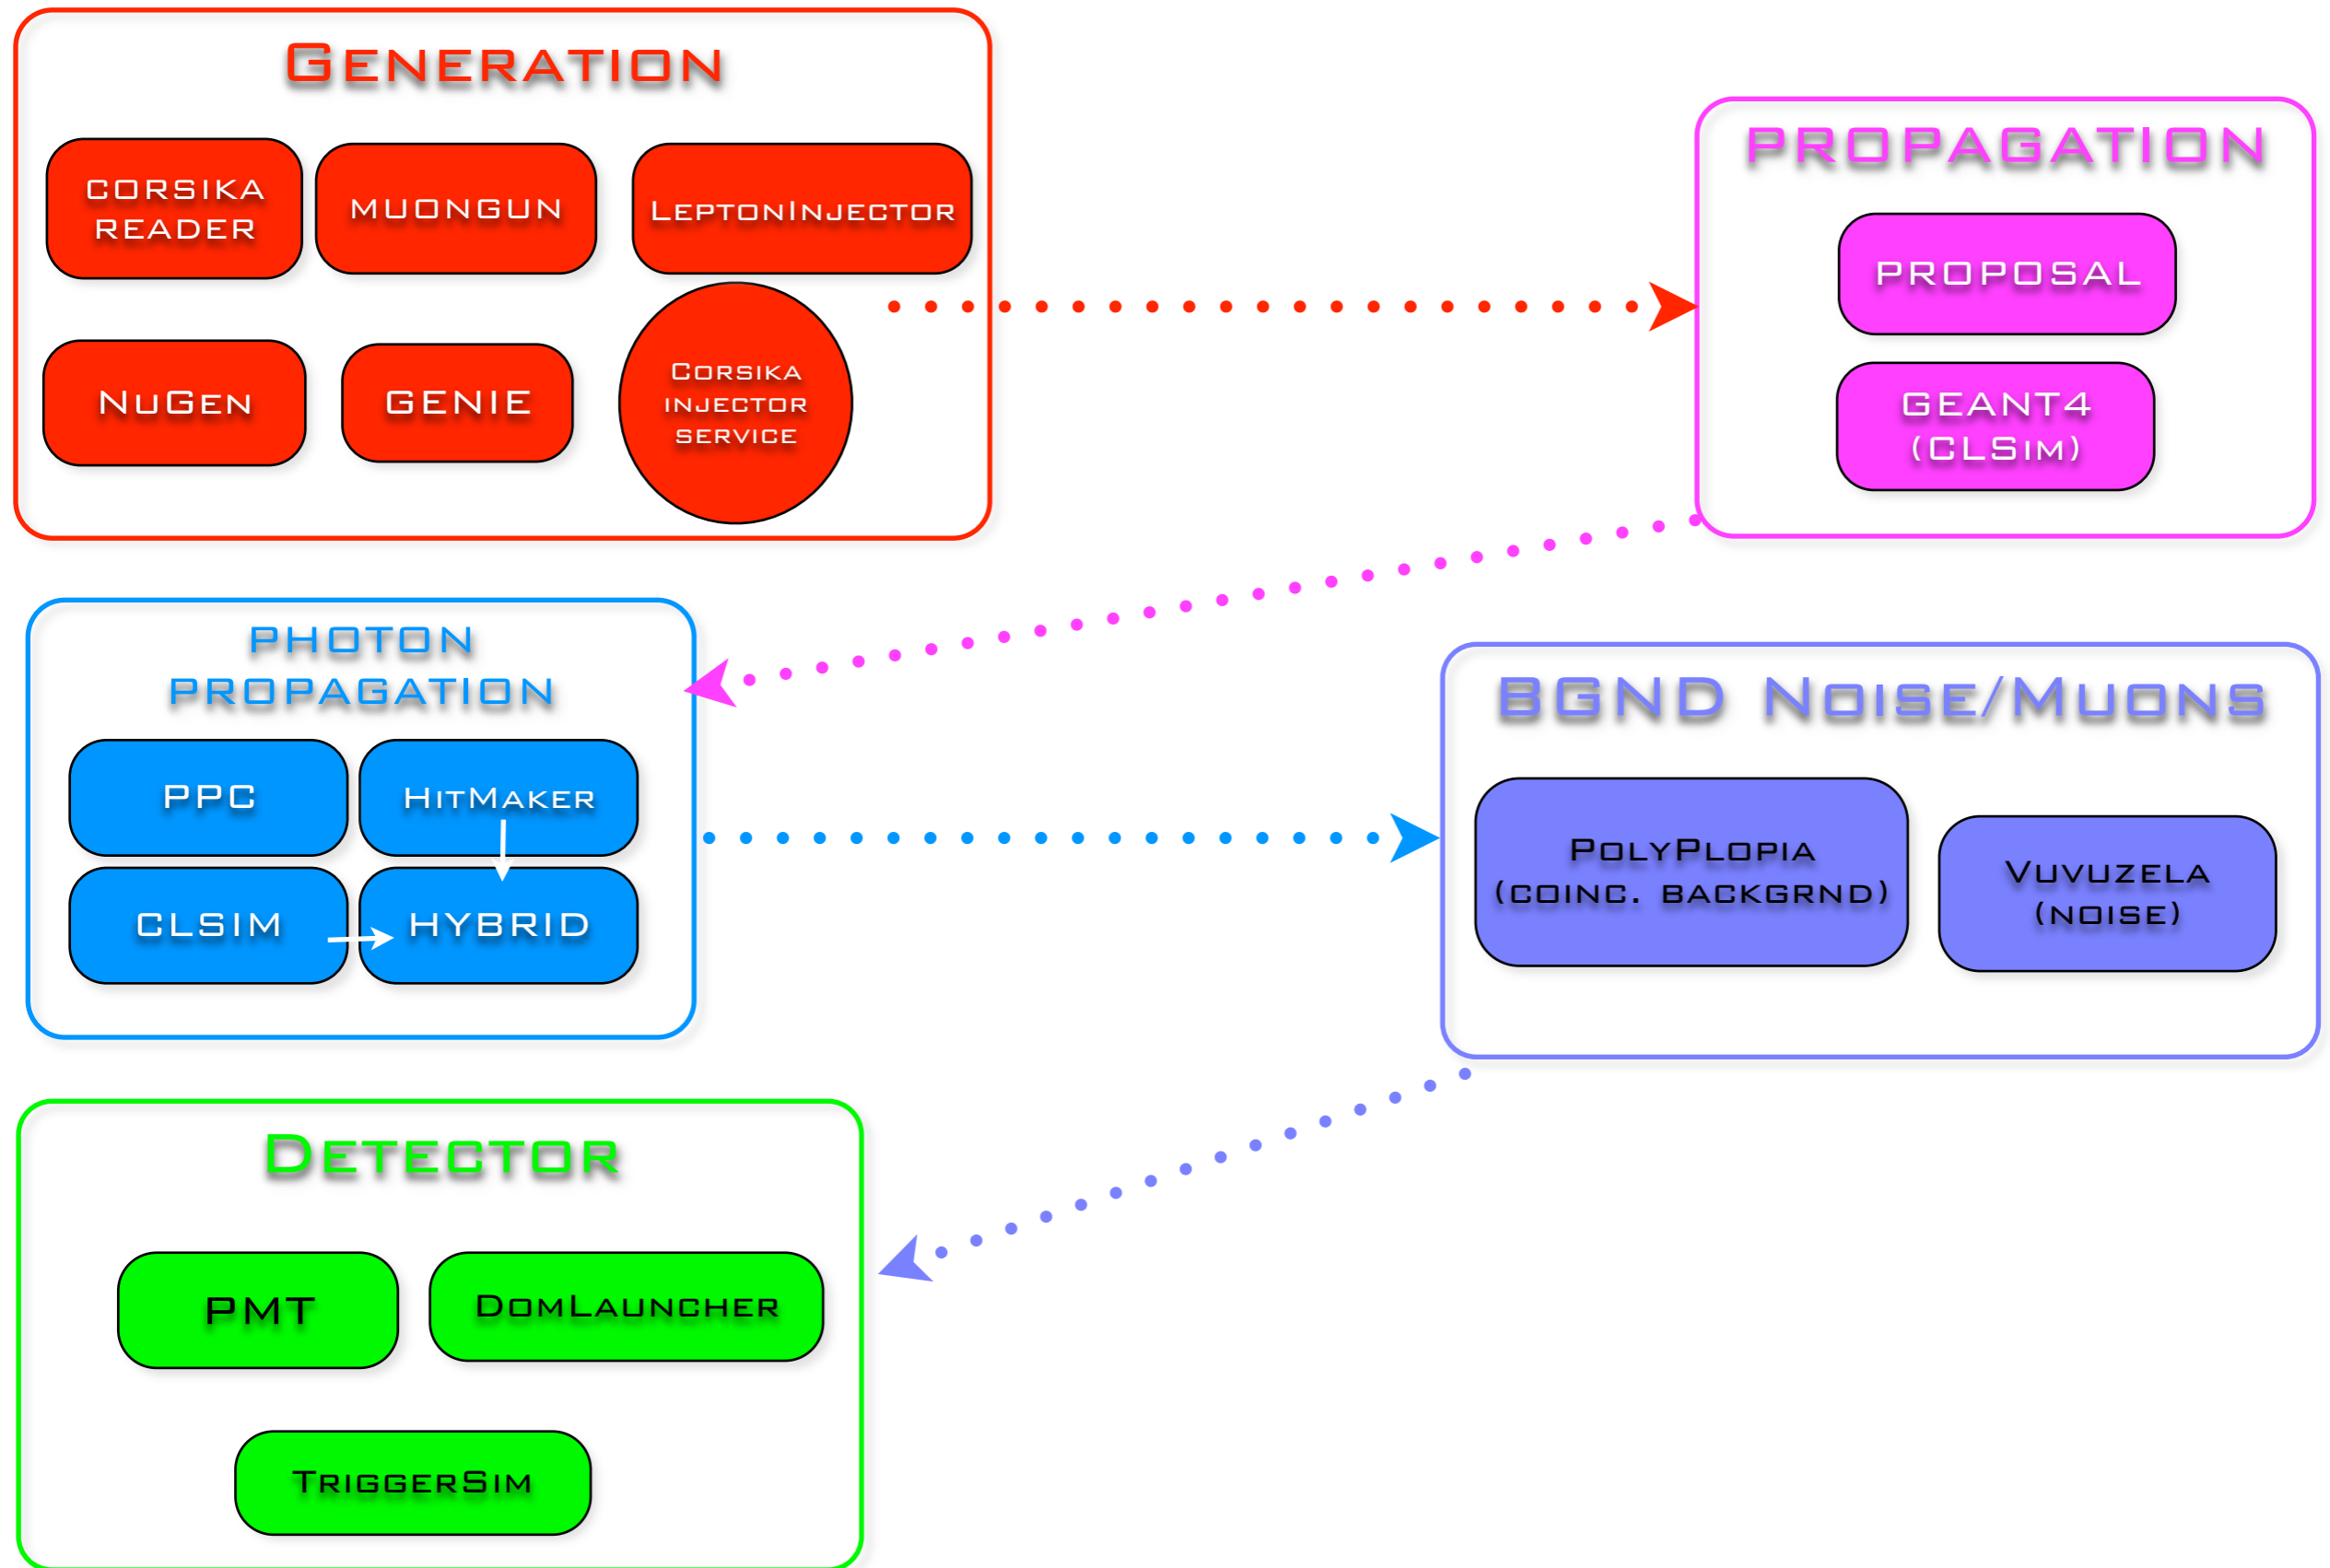 Generation
CORSIKA
READER
MUONGUN
LeptonInjector
NuGen
GENIE
Corsika
injector
service
PROPAGATION
PROPOSAL
GEANT4
(CLSim)
PHOTON
PROPAGATION
PPC
HitMaker
CLSIM
HYBRID
BGND Noise/Muons
PolyPlopia
(coinc. backgrnd)
Vuvuzela
(noise)
Detector
PMT
DomLauncher
TriggerSim